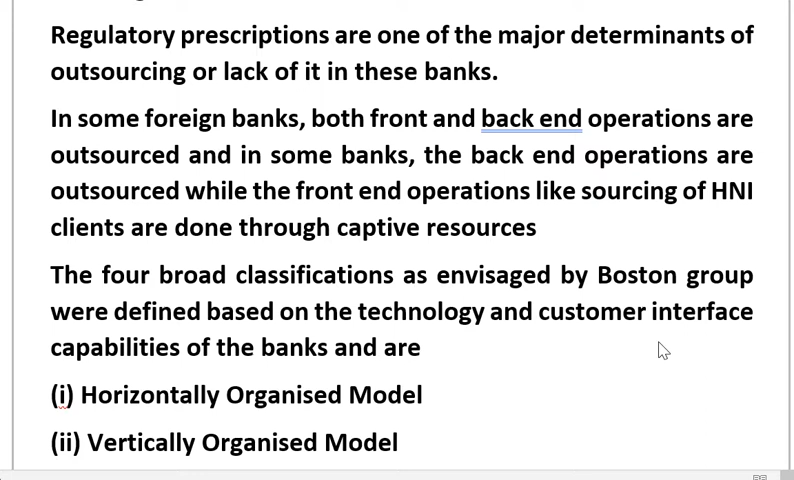 Regulatory prescriptions are one of the major determinants of
outsourcing or lack of it in these banks.
In some foreign banks, both front and back end operations are
outsourced and in some banks, the back end operations are
outsourced while the front end operations like sourcing of HNI
clients are done through captive resources
The four broad classifications as envisaged by Boston group
were defined based on the technology and customer interface
capabilities of the banks and are
(i) Horizontally Organised Model
(ii) Vertically Organised Model